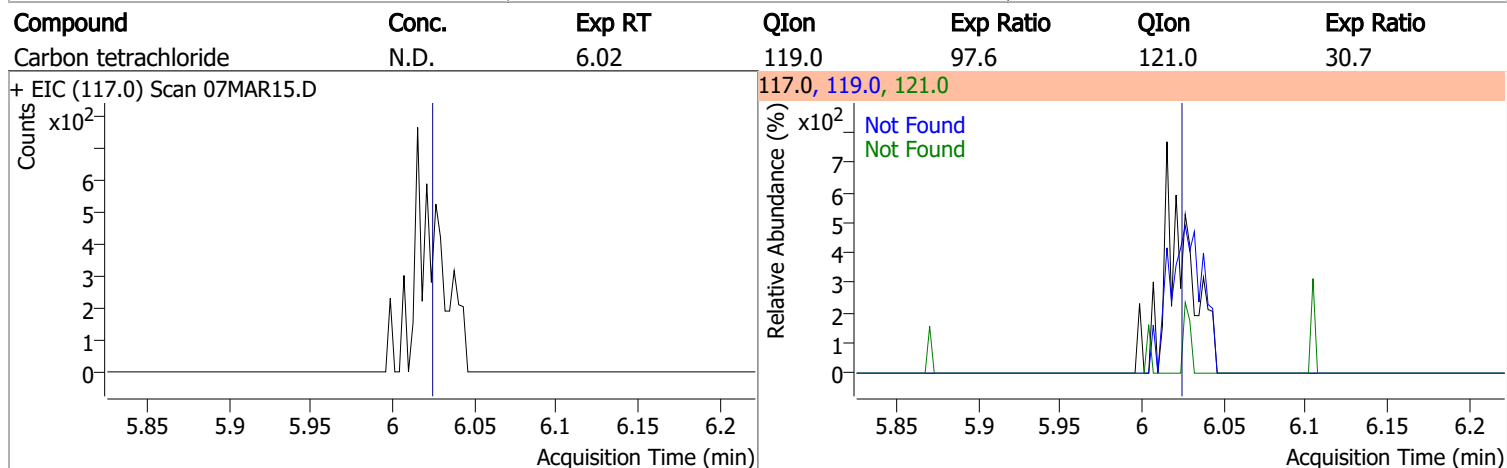 Compound Conc. Exp RT QIon Exp Ratio QIon Exp Ratio
Carbon tetrachloride N.D. 6.02 119.0 97.6 121.0 30.7
+ EIC (117.0) Scan 07MAR15.D
Counts
x10²
6
5
4
3
2
1
0
5.85 5.9 5.95 6 6.05 6.1 6.15 6.2
Acquisition Time (min)
117.0, 119.0, 121.0
Relative Abundance (%)
x10²
Not Found
Not Found
7
6
5
4
3
2
1
0
5.85 5.9 5.95 6 6.05 6.1 6.15 6.2
Acquisition Time (min)